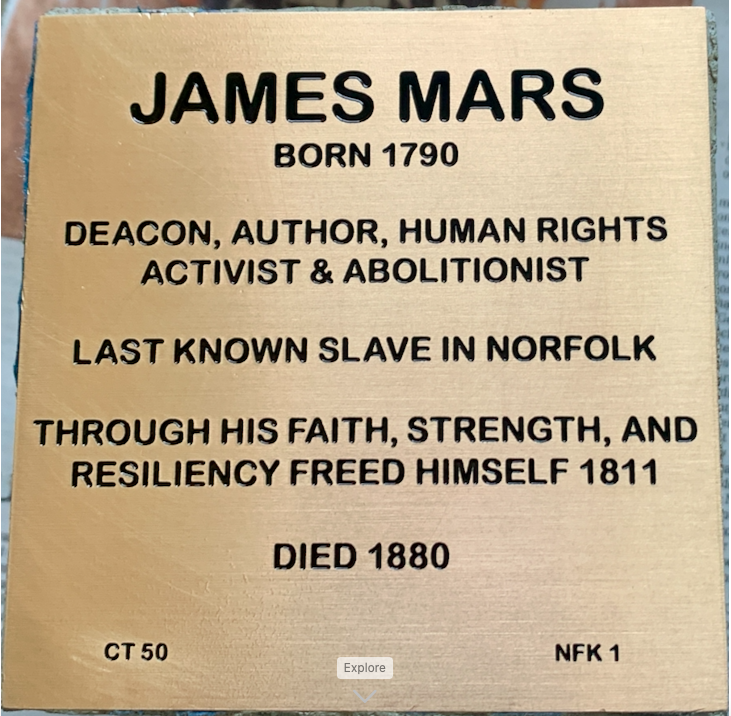 JAMES MARS
BORN 1790
DEACON, AUTHOR, HUMAN RIGHTS
ACTIVIST & ABOLITIONIST
LAST KNOWN SLAVE IN NORFOLK
THROUGH HIS FAITH, STRENGTH, AND
RESILIENCY FREED HIMSELF 1811
DIED 1880
CT 50 NFK 1
Explore